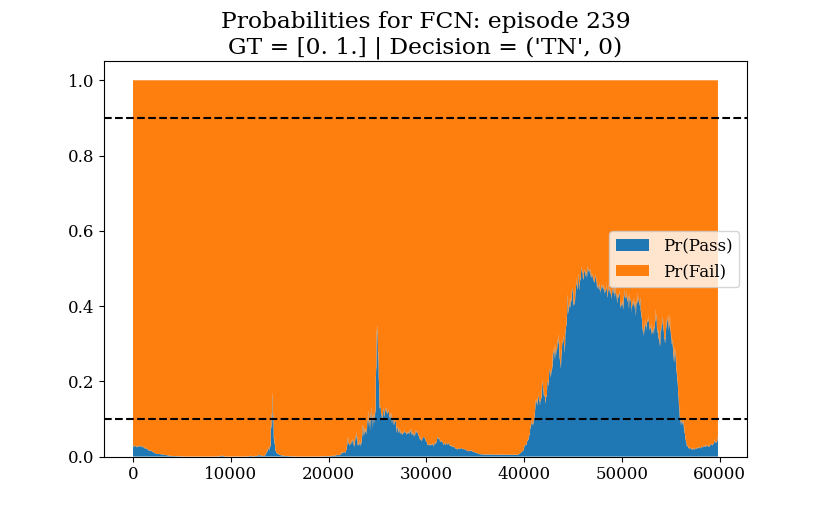 Probabilities for FCN: episode 239
GT = [0. 1.] | Decision = ('TN', 0)
1.0
0.8
0.6
0.4
0.2
0.0
Pr(Pass)
Pr(Fail)
0 10000 20000 30000 40000 50000 60000